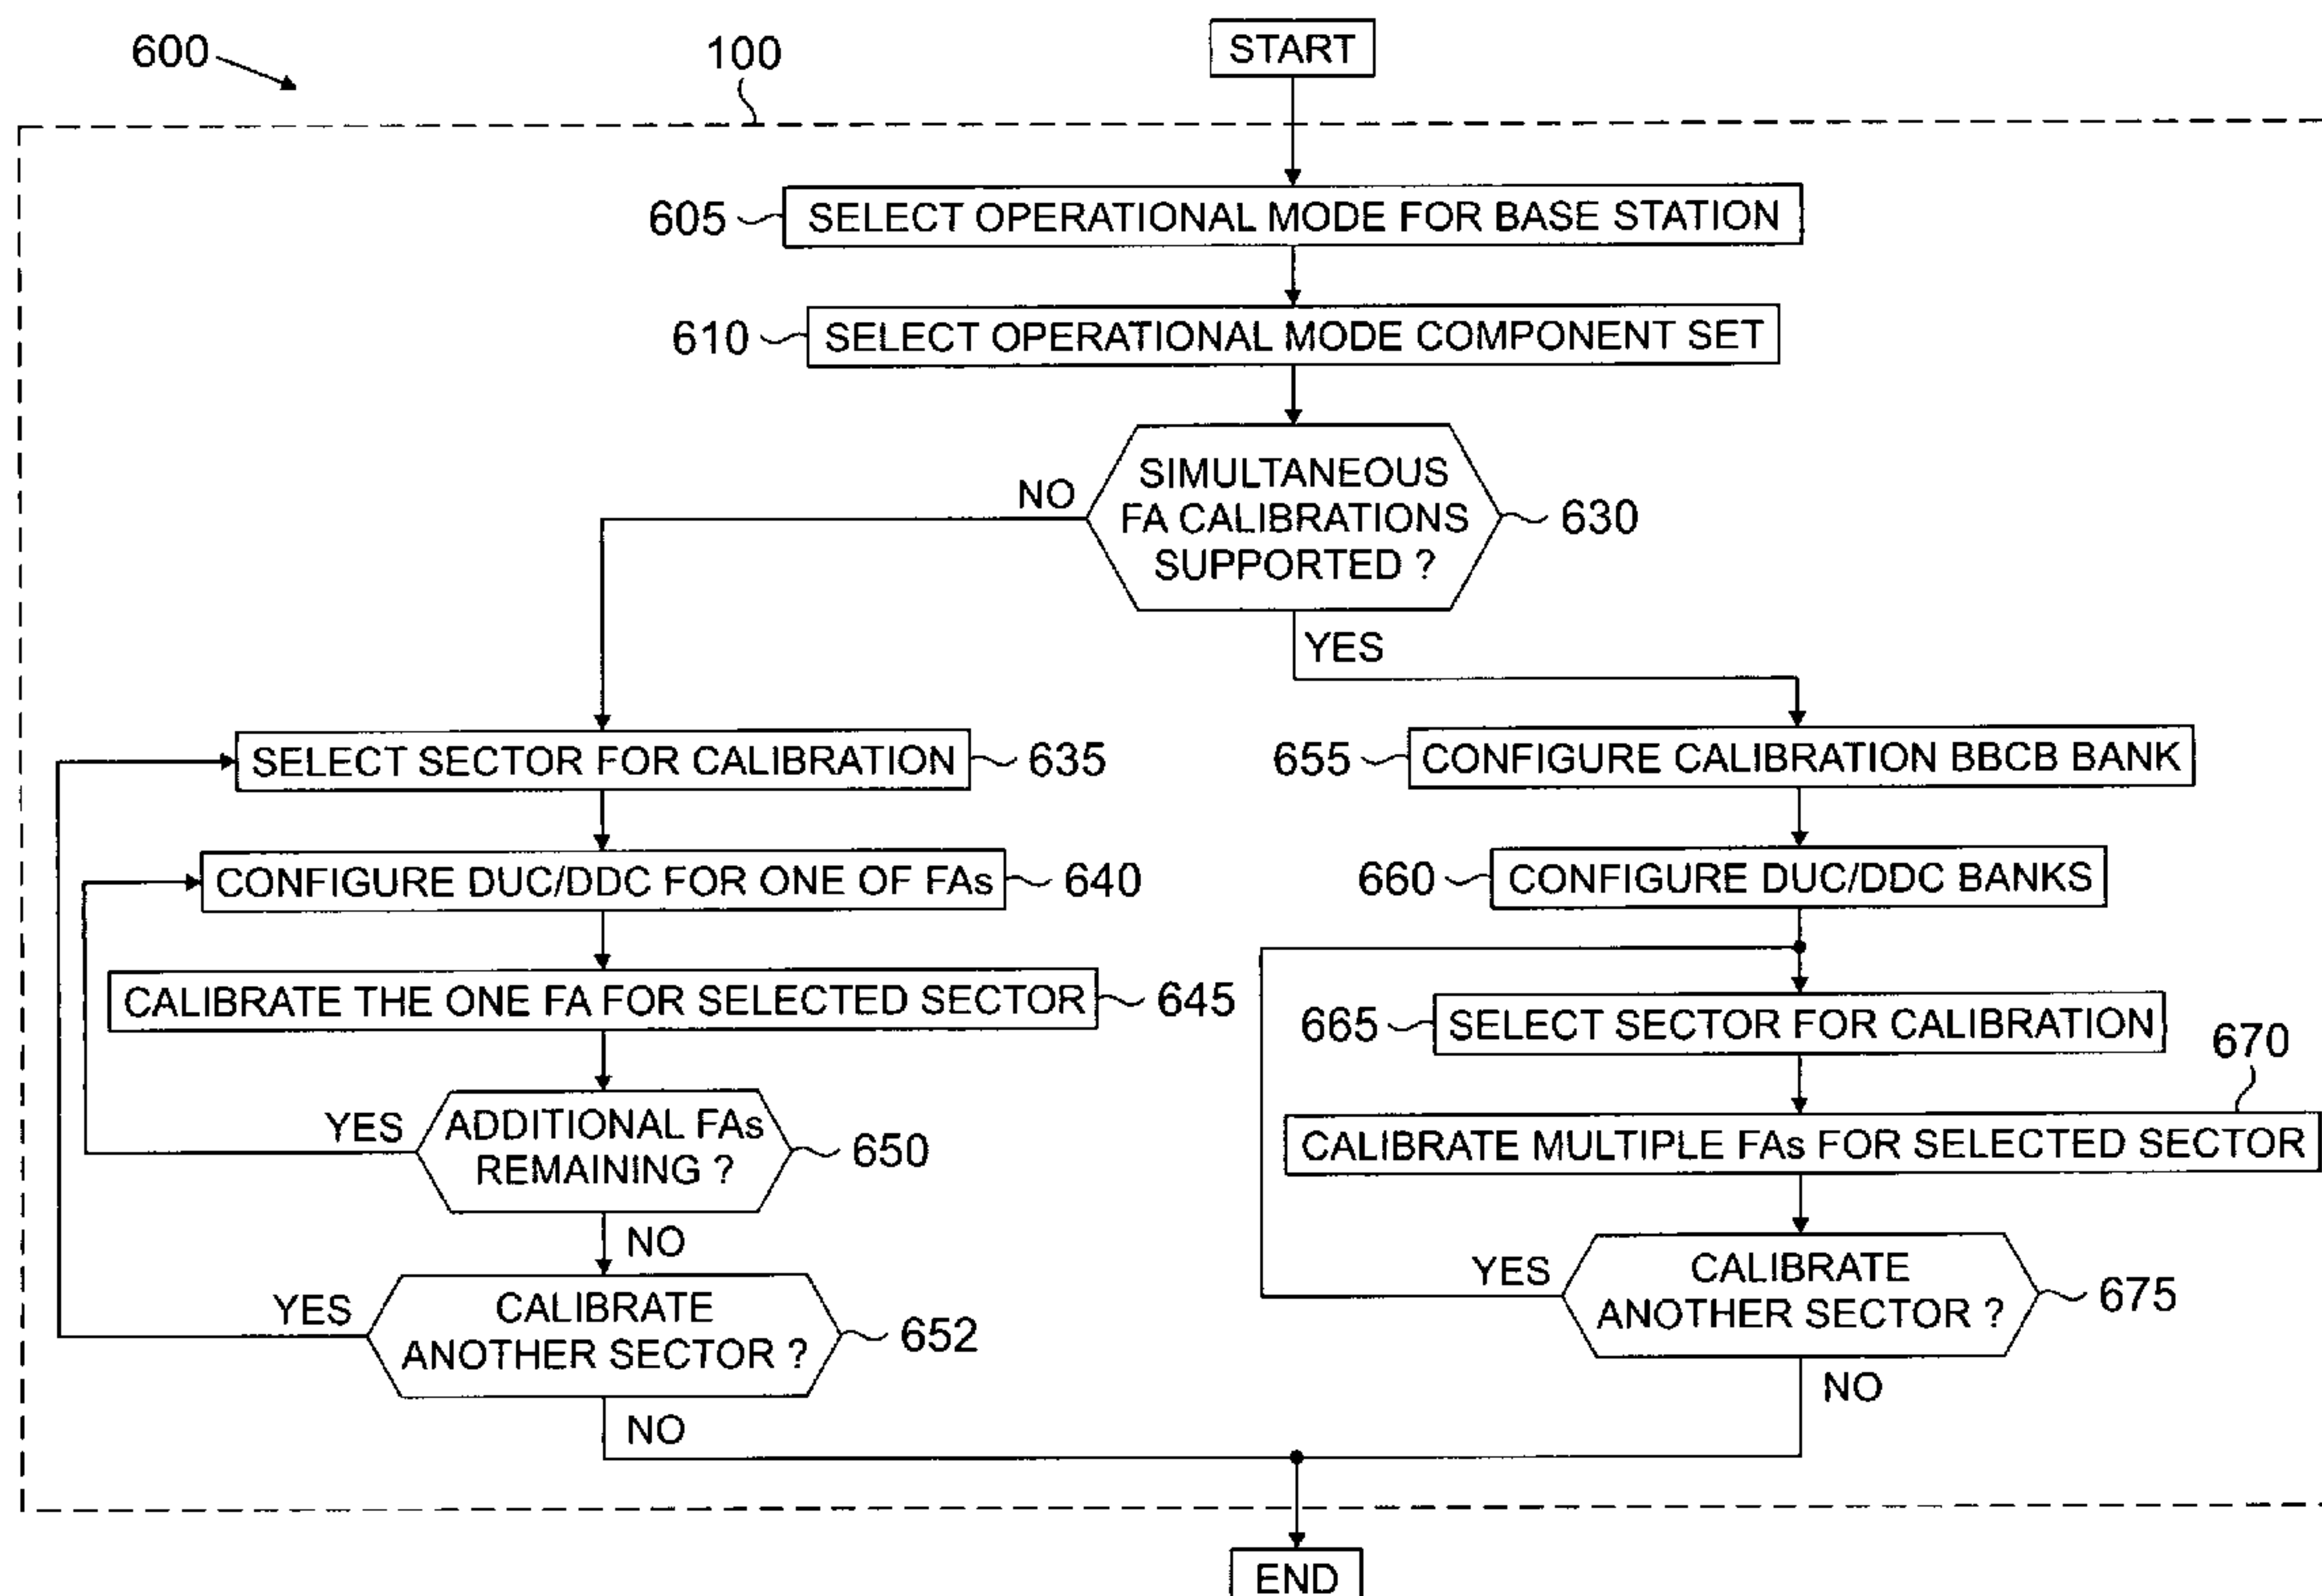 600
100
START
605
SELECT OPERATIONAL MODE FOR BASE STATION
610
SELECT OPERATIONAL MODE COMPONENT SET
NO
SIMULTANEOUS
FA CALIBRATIONS
SUPPORTED ?
630
YES
SELECT SECTOR FOR CALIBRATION
635
CONFIGURE DUC/DDC FOR ONE OF FAs
640
CALIBRATE THE ONE FA FOR SELECTED SECTOR
645
YES
ADDITIONAL FAs
REMAINING ?
650
NO
YES
CALIBRATE
ANOTHER SECTOR ?
652
NO
655
CONFIGURE CALIBRATION BBCB BANK
660
CONFIGURE DUC/DDC BANKS
665
SELECT SECTOR FOR CALIBRATION
670
CALIBRATE MULTIPLE FAs FOR SELECTED SECTOR
YES
CALIBRATE
ANOTHER SECTOR ?
675
NO
END